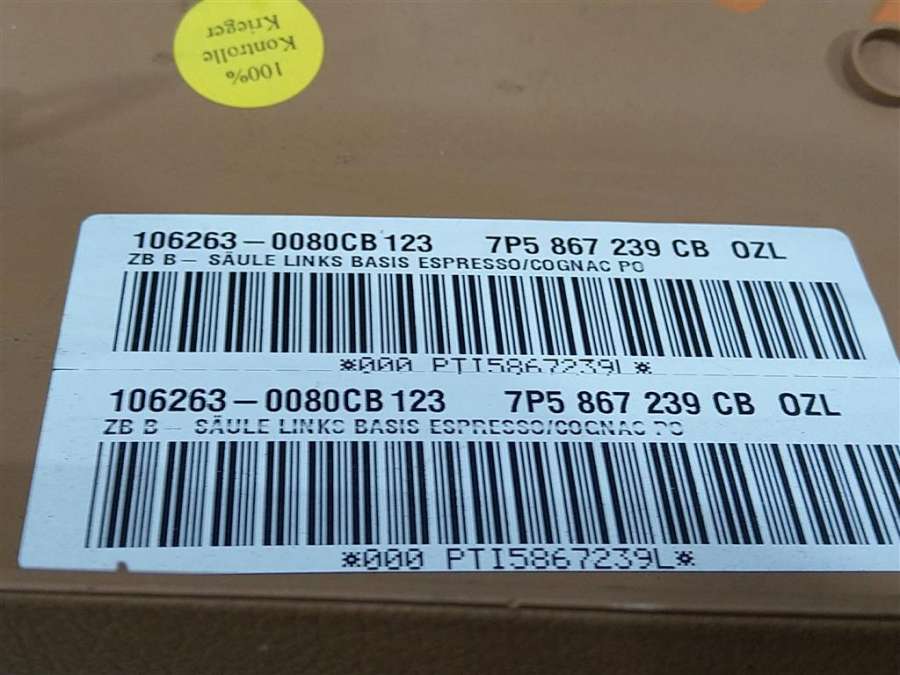 100%
Kontrolle
Krieger
106263-0080CB 123 7P5 867 239 CB OZL
ZB B- SÄULE LINKS BASIS ESPRESSO/COGNAC PO
*000 PTI5867239L*
106263-0080CB 123 7P5 867 239 CB OZL
ZB B- SÄULE LINKS BASIS ESPRESSO/COGNAC PO
*000 PTI5867239L*